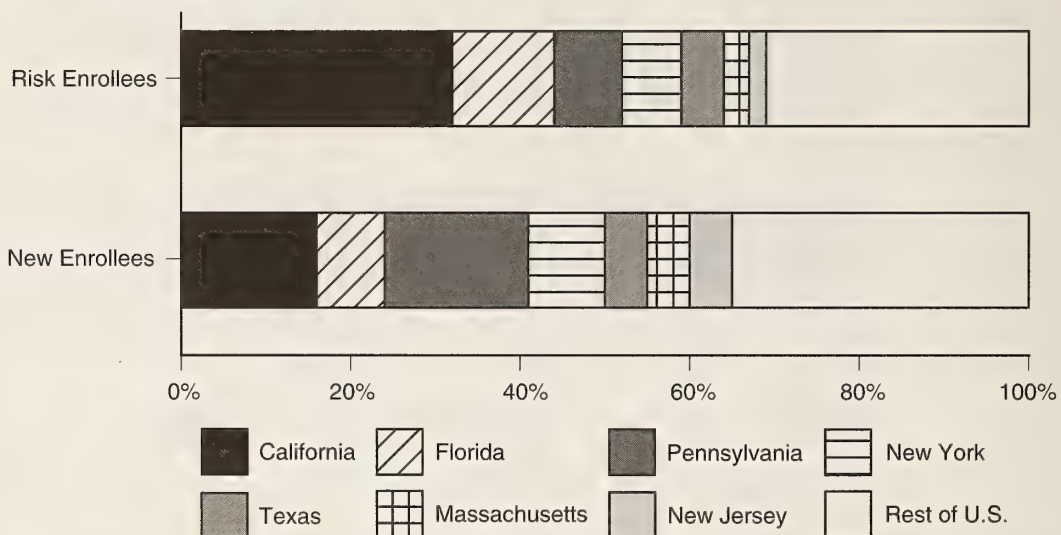 Risk Enrollees
New Enrollees
0% 20% 40% 60% 80% 100%
California Florida Pennsylvania New York
Texas Massachusetts New Jersey Rest of U.S.